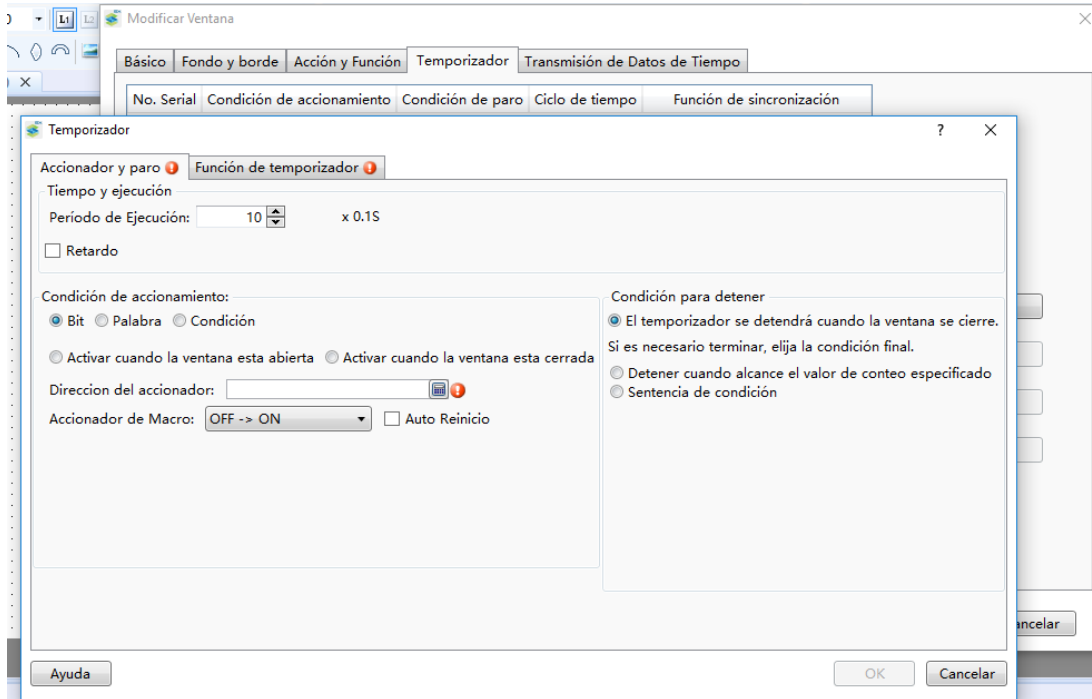 0 L1 L2
Modificar Ventana
Básico Fondo y borde Acción y Función Temporizador Transmisión de Datos de Tiempo
No. Serial Condición de accionamiento Condición de paro Ciclo de tiempo Función de sincronización
Temporizador ?
Accionador y paro Función de temporizador
Tiempo y ejecución
Período de Ejecución: 10 x 0.1S
Retardo
Condición de accionamiento:
Bit Palabra Condición
Activar cuando la ventana esta abierta Activar cuando la ventana esta cerrada
Direccion del accionador:
Accionador de Macro: OFF -> ON Auto Reinicio
Condición para detener
El temporizador se detendrá cuando la ventana se cierre.
Si es necesario terminar, elija la condición final.
Detener cuando alcance el valor de conteo especificado
Sentencia de condición
ancelar
Ayuda OK Cancelar